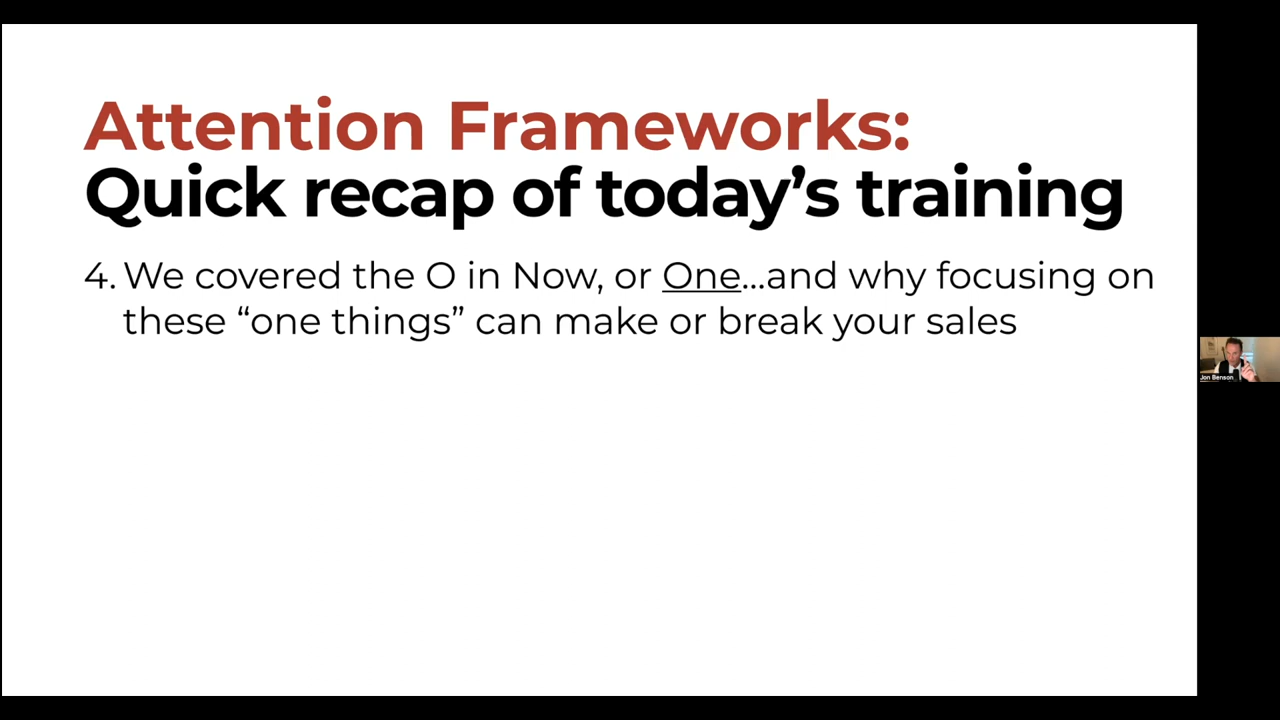 Attention Frameworks:
Quick recap of today’s training
4. We covered the O in Now, or One...and why focusing on
these “one things” can make or break your sales
Jon Benson